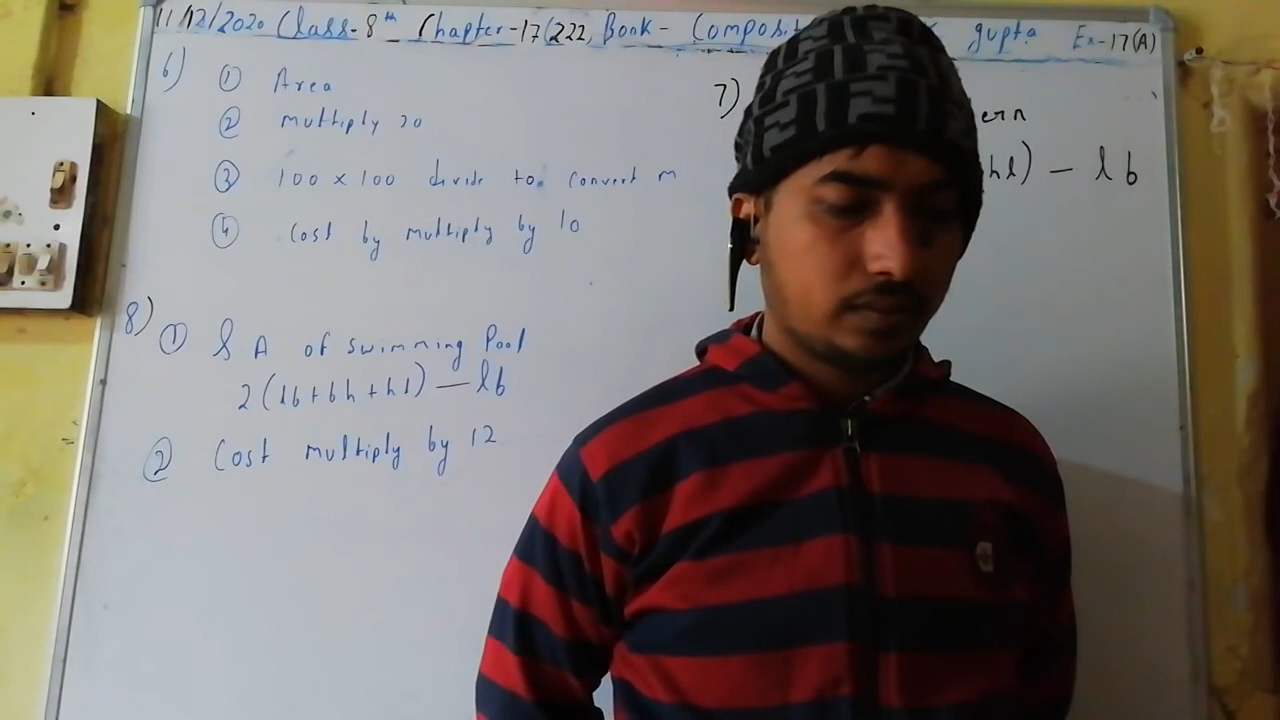 11/12/2020 Class-8th Chapter-17(222, Book- Composit gupta Ex-17(A)
6) ① Area
② multiply 20
③ 100 x 100 divide to convert m
④ Cost by multiply by 10
7) ern
hl) - lb
8) ① S A of swimming Pool
2(lb+bh+hl) - lb
② Cost multiply by 12